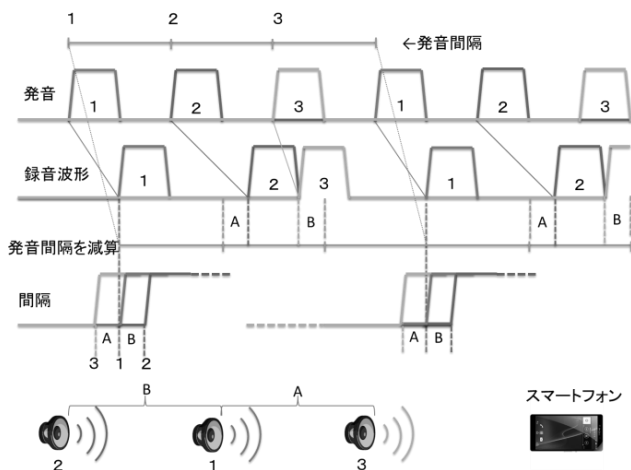 1 2 3
←発音間隔
発音
1 2 3 1 2 3
録音波形
1 2 3 1 2
A B A B
発音間隔を減算
間隔
A B A B
3 1 2
B A
スマートフォン
2 1 3